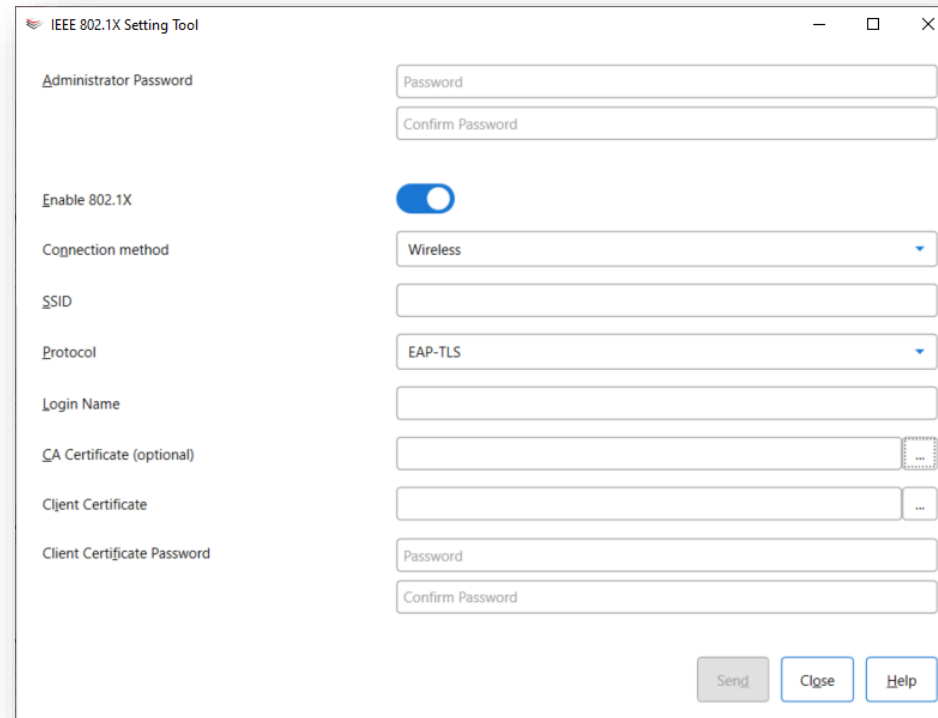 IEEE 802.1X Setting Tool
Administrator Password
Password
Confirm Password
Enable 802.1X
Connection method
Wireless
SSID
Protocol
EAP-TLS
Login Name
CA Certificate (optional)
...
Client Certificate
...
Client Certificate Password
Password
Confirm Password
Send
Close
Help